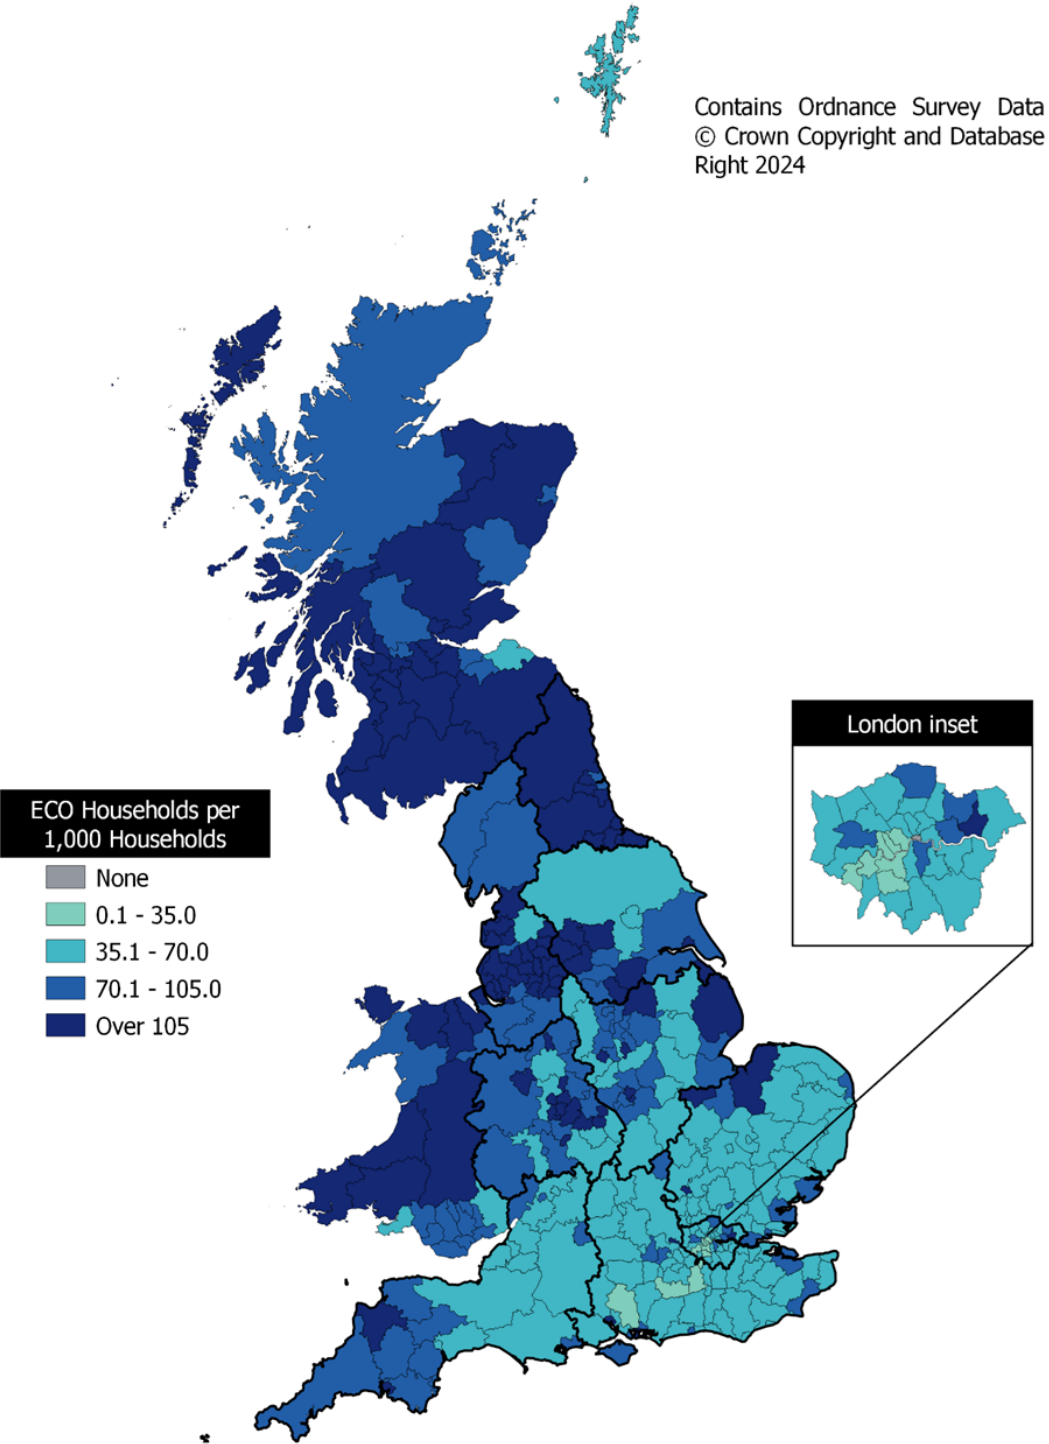 Contains Ordnance Survey Data
© Crown Copyright and Database
Right 2024
London inset
ECO Households per
1,000 Households
None
0.1 - 35.0
35.1 - 70.0
70.1 - 105.0
Over 105